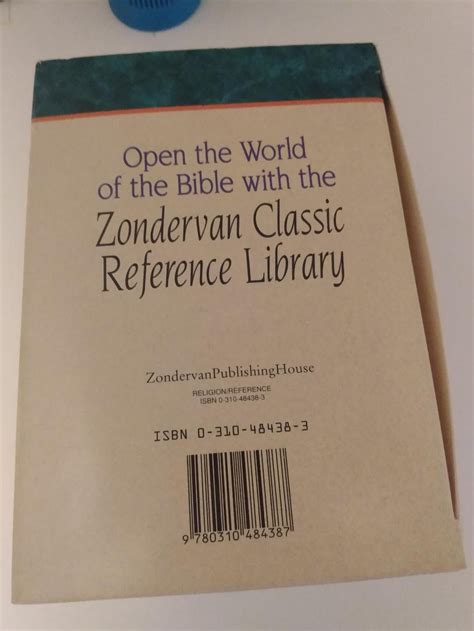 Open the World
of the Bible with the
Zondervan Classic
Reference Library
ZondervanPublishingHouse
RELIGION/REFERENCE
ISBN 0-310-48438-3
ISBN 0-310-48438-3
9 780310 484387